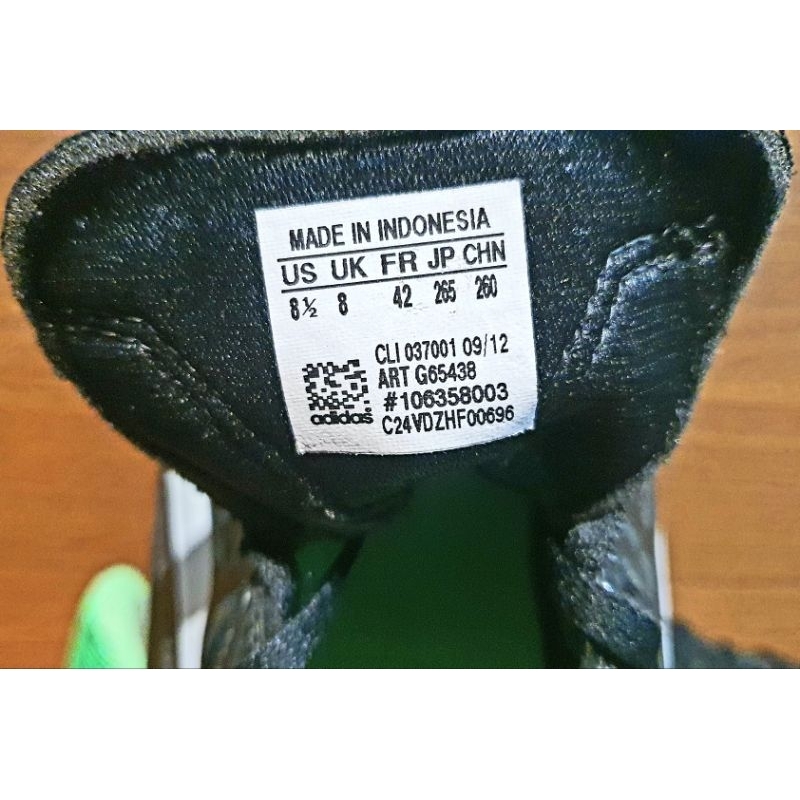 MADE IN INDONESIA
US UK FR JP CHN
8½ 8 42 265 260
CLI 037001 09/12
ART G65438
#106358003
adidas C24VDZHF00696